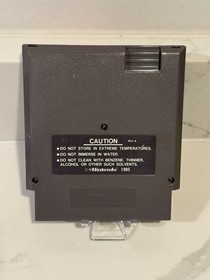 CAUTION
REV-A
• DO NOT STORE IN EXTREME TEMPERATURES.
• DO NOT IMMERSE IN WATER.
• DO NOT CLEAN WITH BENZENE, THINNER,
ALCOHOL OR OTHER SUCH SOLVENTS.
©Nintendo 1985